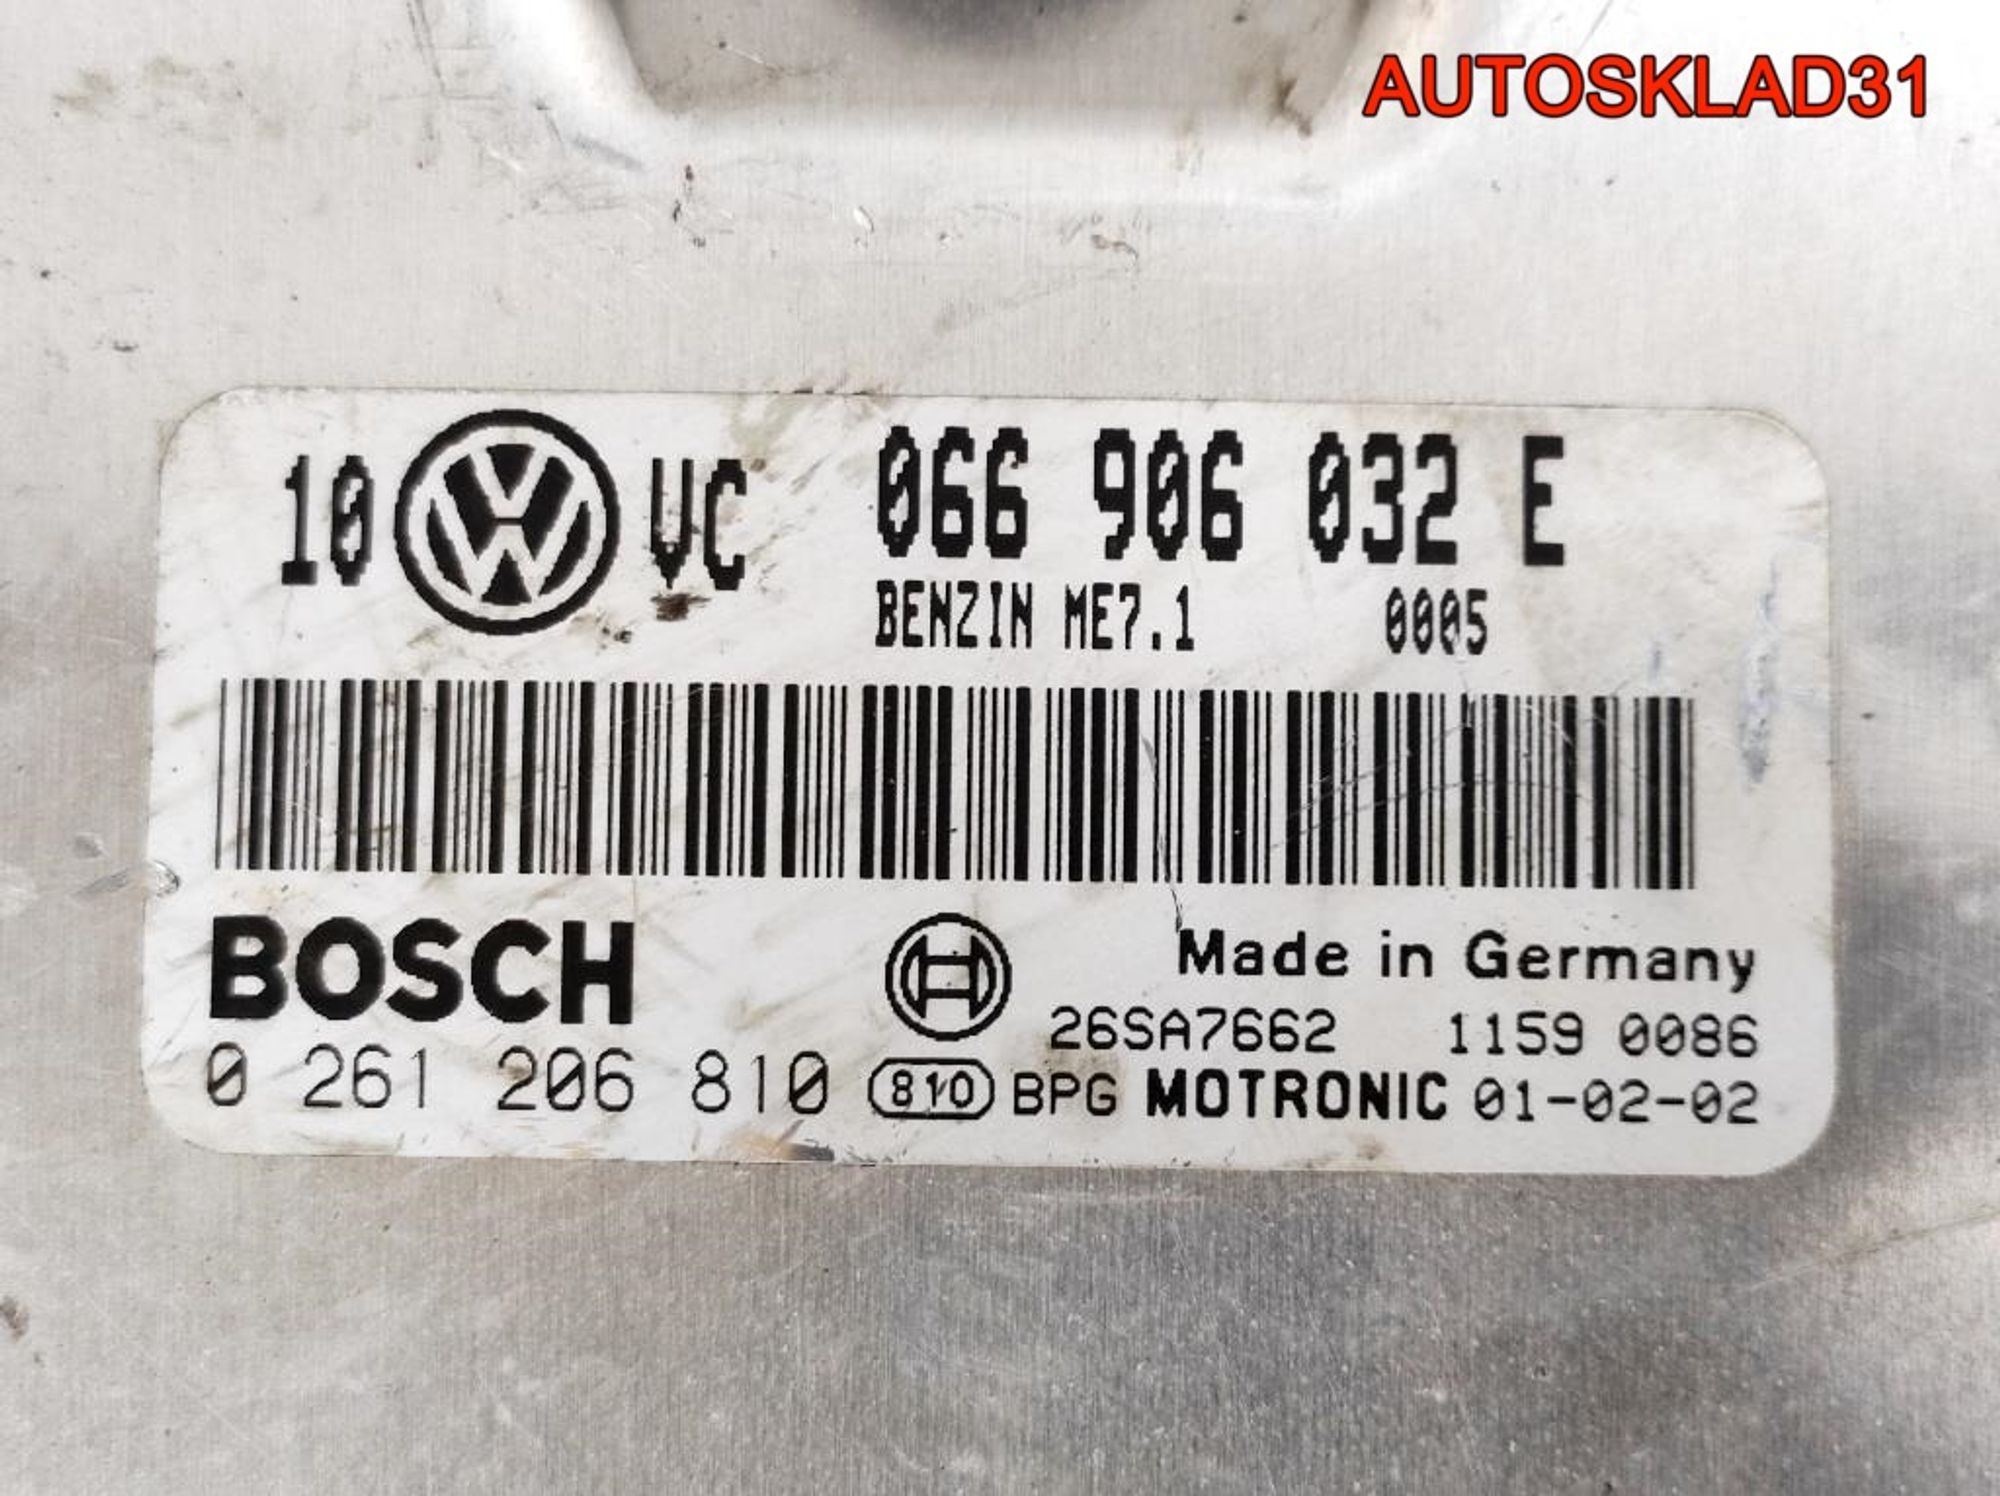 AUTOSKLAD31
10 VC 066 906 032 E
BENZIN ME7.1 0005
BOSCH Made in Germany
26SA7662 1159 0086
0 261 206 810 810 BPG MOTRONIC 01-02-02